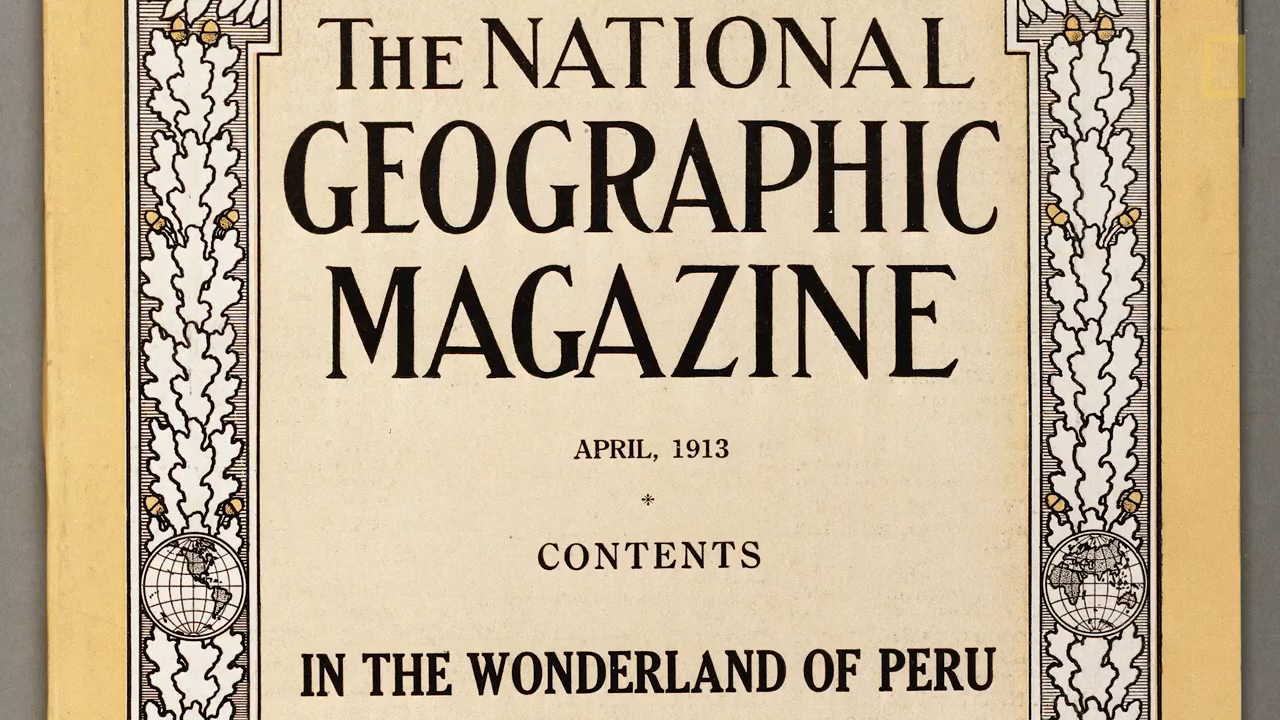 THE NATIONAL
GEOGRAPHIC
MAGAZINE
APRIL, 1913
CONTENTS
IN THE WONDERLAND OF PERU